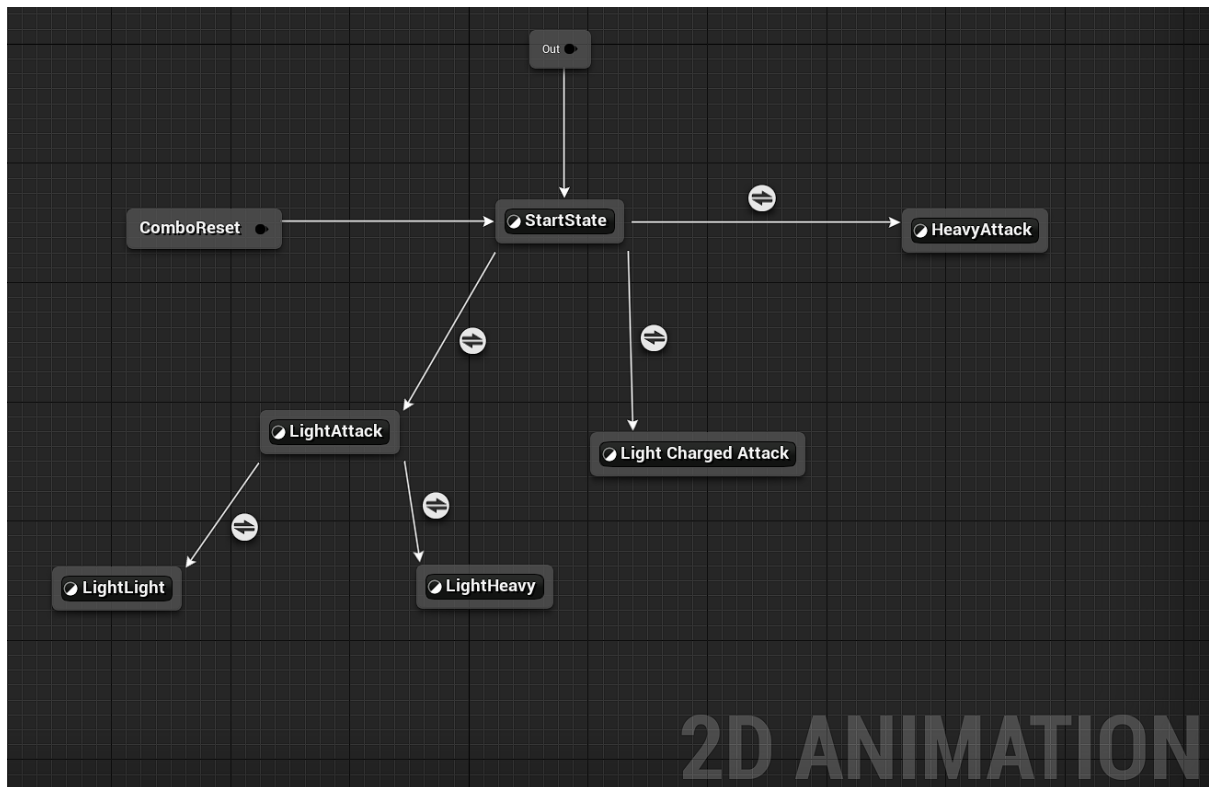 Out
ComboReset
StartState
HeavyAttack
LightAttack
Light Charged Attack
LightLight
LightHeavy
2D ANIMATION